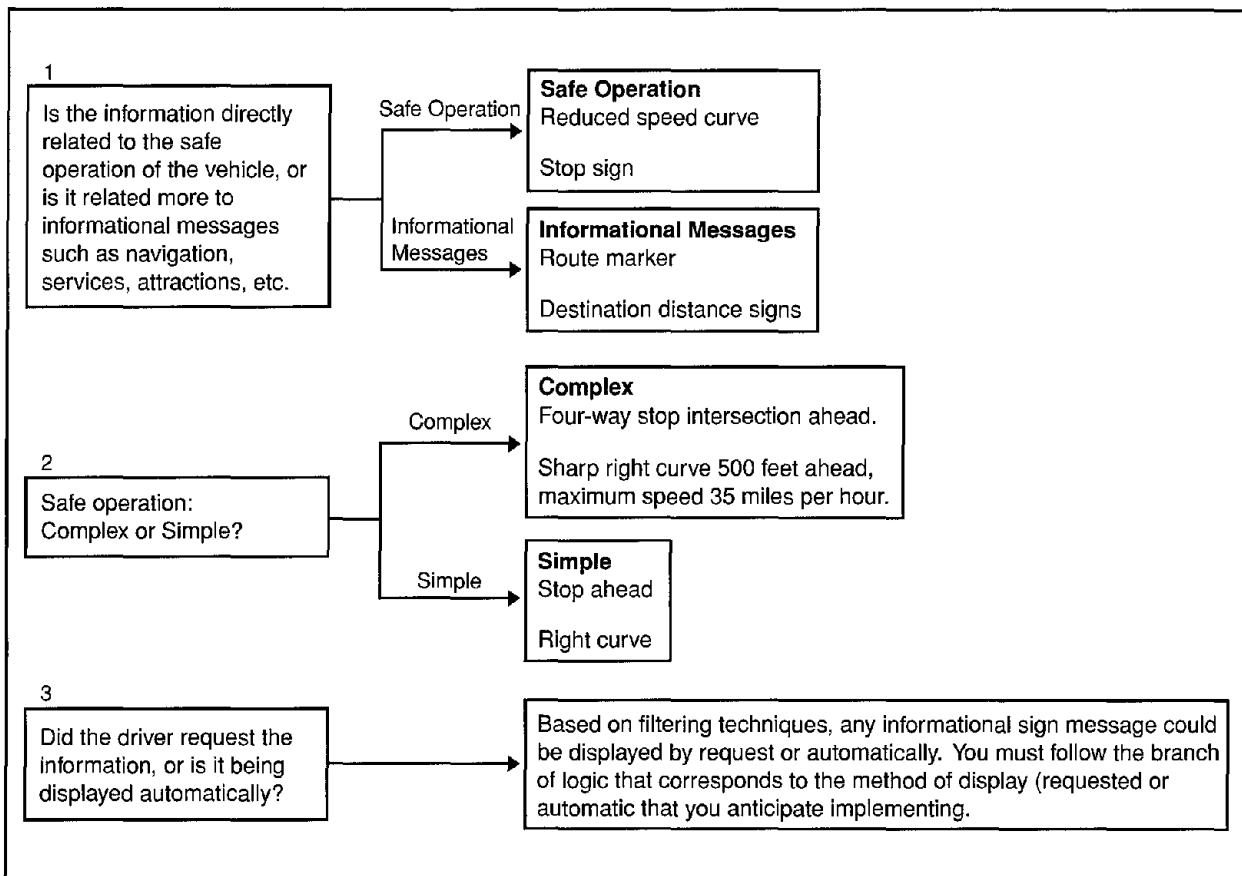 1
Is the information directly
related to the safe
operation of the vehicle, or
is it related more to
informational messages
such as navigation,
services, attractions, etc.
Safe Operation
Safe Operation
Reduced speed curve
Stop sign
Informational
Messages
Informational Messages
Route marker
Destination distance signs
2
Safe operation:
Complex or Simple?
Complex
Complex
Four-way stop intersection ahead.
Sharp right curve 500 feet ahead,
maximum speed 35 miles per hour.
Simple
Simple
Stop ahead
Right curve
3
Did the driver request the
information, or is it being
displayed automatically?
Based on filtering techniques, any informational sign message could
be displayed by request or automatically. You must follow the branch
of logic that corresponds to the method of display (requested or
automatic that you anticipate implementing.